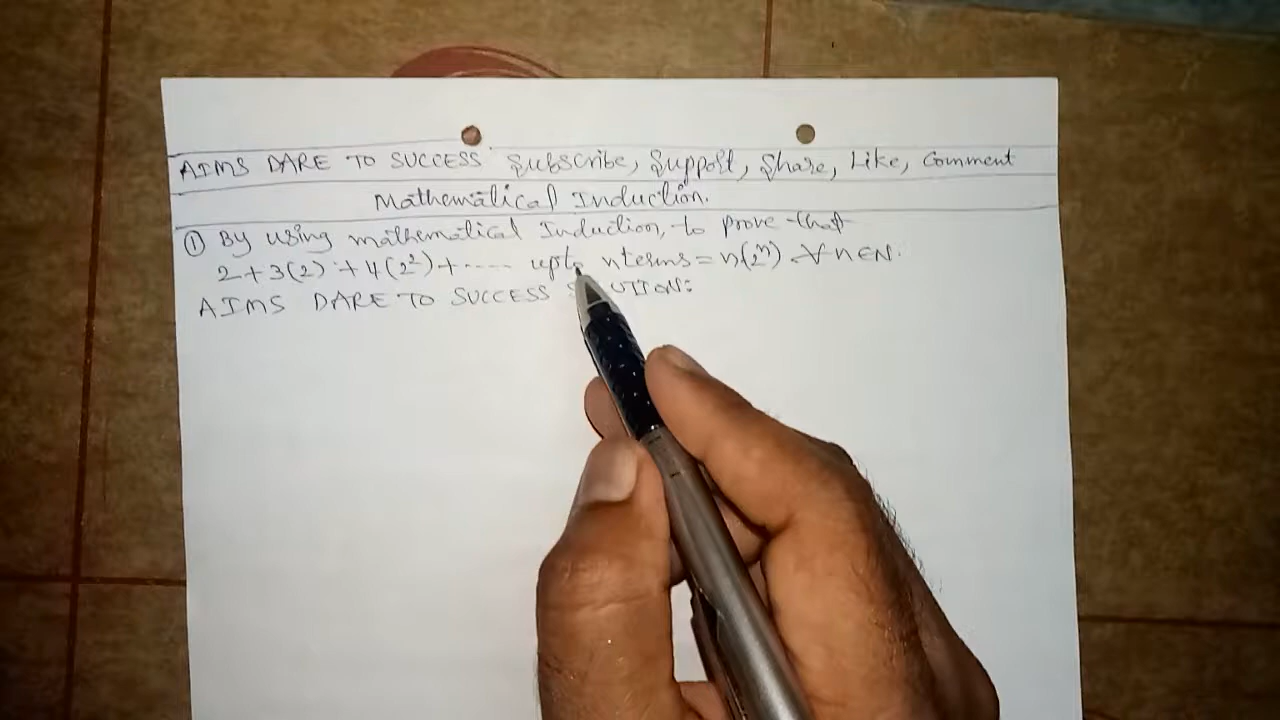 AIMS DARE TO SUCCESS Subscribe, Support, Share, Like, Comment
Mathematical Induction.
① By using mathematical Induction, to prove that
2+3(2)+4(2²)+...... upto n terms = n(2ⁿ) ∀ n∈N.
AIMS DARE TO SUCCESS